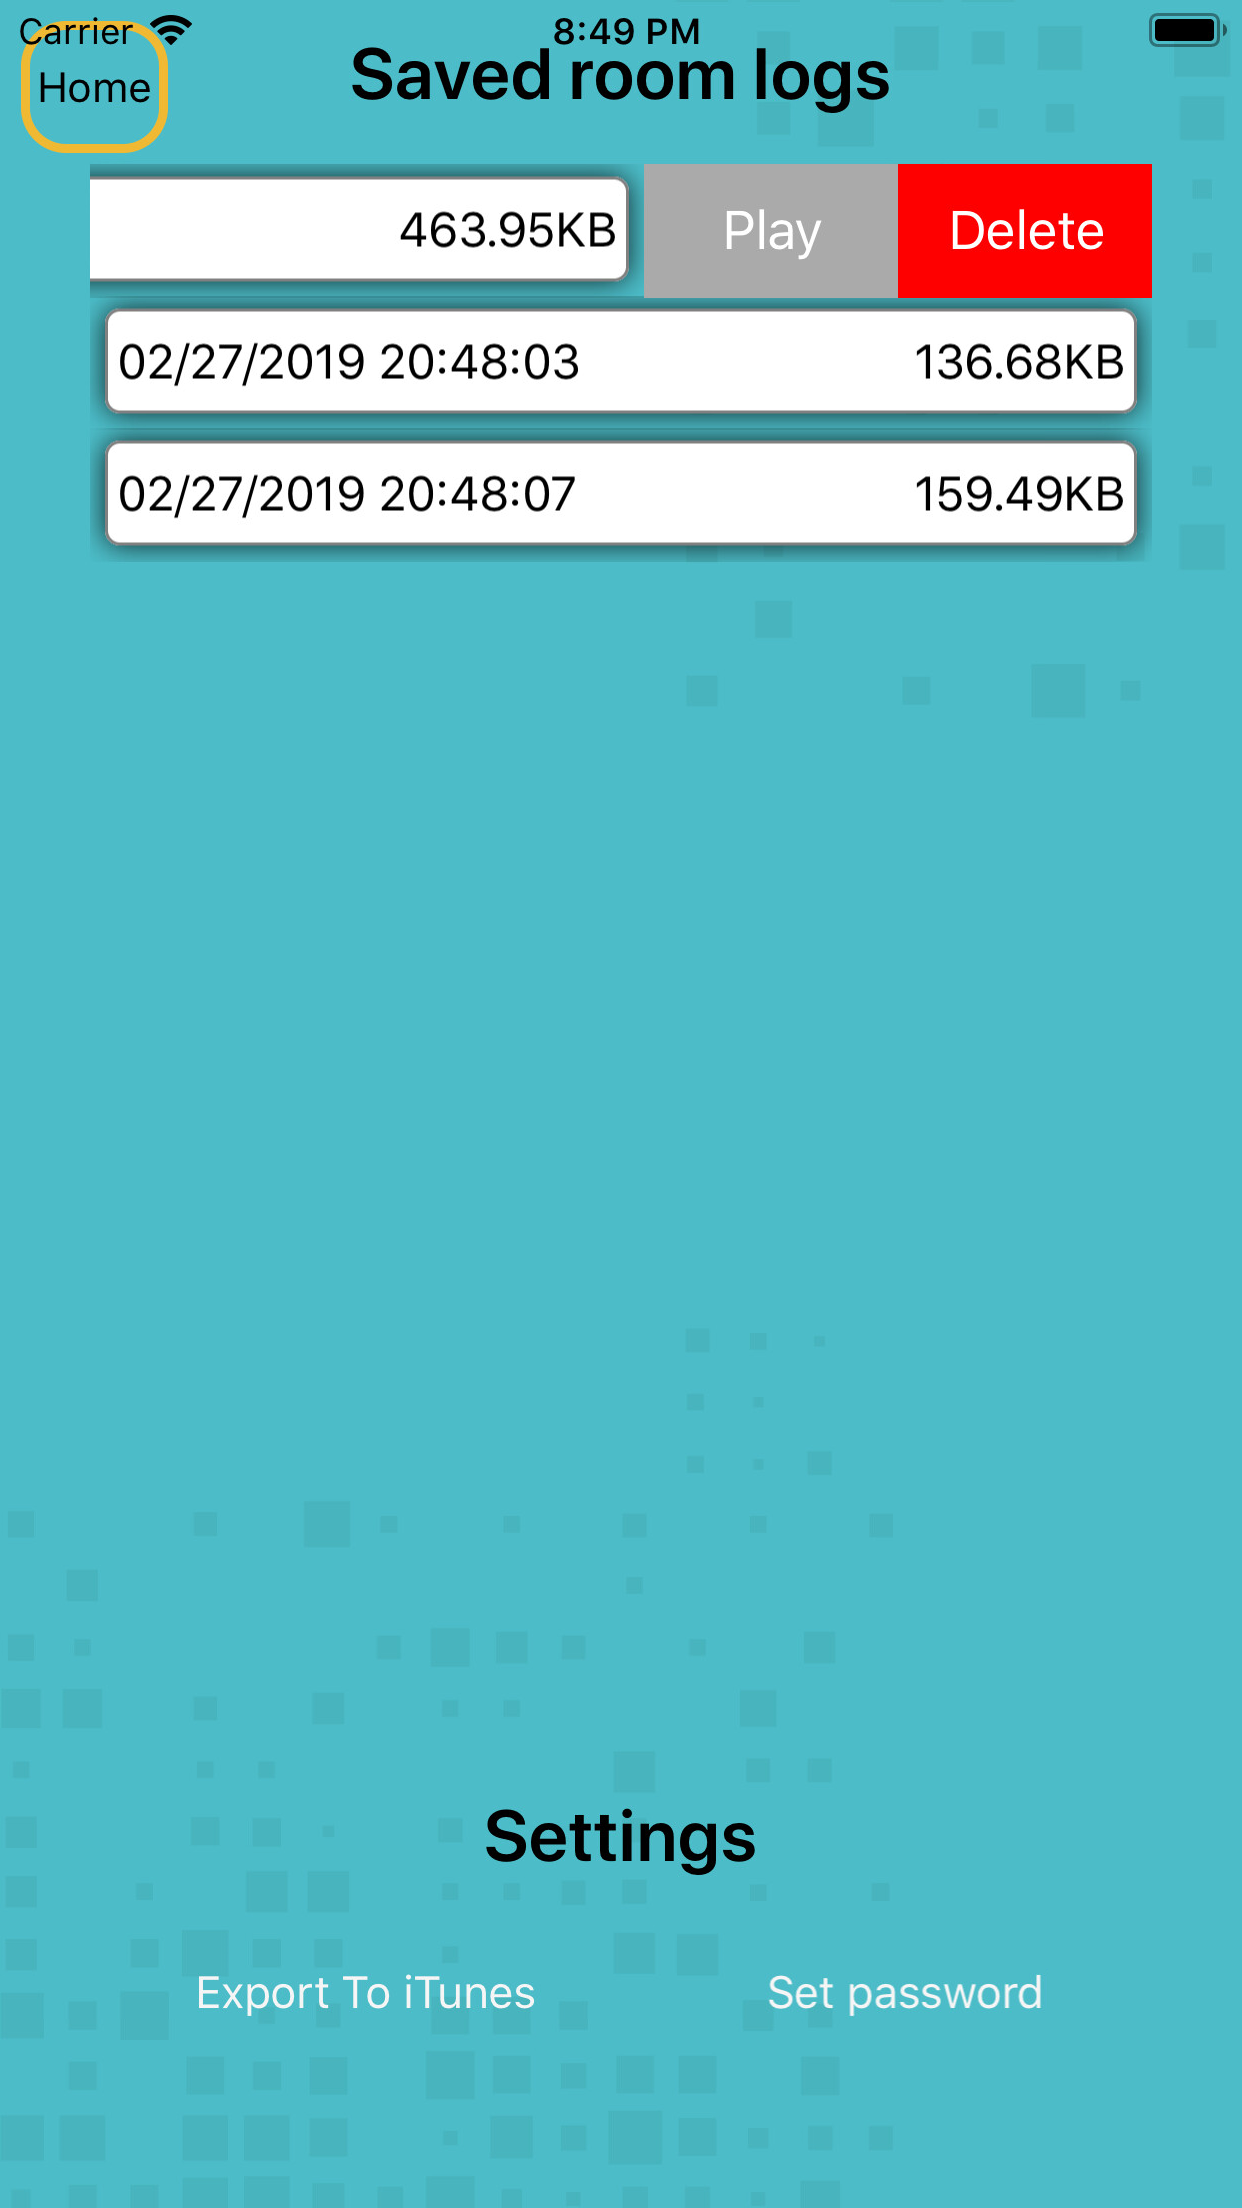 Carrier 8:49 PM
Home
Saved room logs
463.95KB Play Delete
02/27/2019 20:48:03 136.68KB
02/27/2019 20:48:07 159.49KB
Settings
Export To iTunes Set password